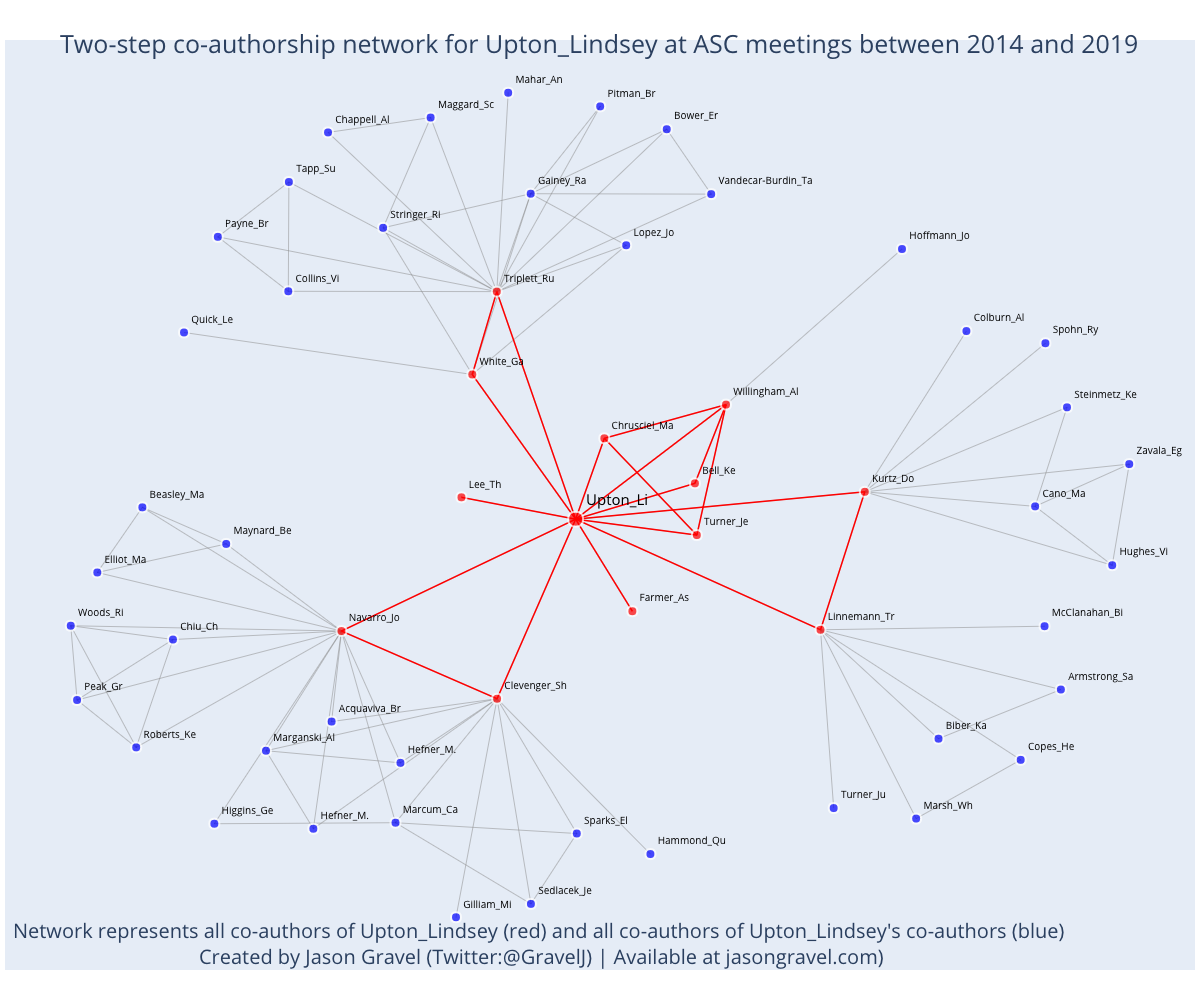 Two-step co-authorship network for Upton_Lindsey at ASC meetings between 2014 and 2019
Mahar_An
Pitman_Br
Maggard_Sc
Bower_Er
Chappell_Al
Tapp_Su
Gainey_Ra
Vandecar-Burdin_Ta
Stringer_Ri
Payne_Br
Lopez_Jo
Hoffmann_Jo
Triplett_Ru
Collins_Vi
Quick_Le
Colburn_Al
Spohn_Ry
White_Ga
Willingham_Al
Steinmetz_Ke
Chrusciel_Ma
Zavala_Eg
Bell_Ke
Kurtz_Do
Lee_Th
Beasley_Ma
Cano_Ma
Upton_Li
Turner_Je
Maynard_Be
Hughes_Vi
Elliot_Ma
Farmer_As
Woods_Ri
McClanahan_Bi
Navarro_Jo
Linnemann_Tr
Chiu_Ch
Armstrong_Sa
Peak_Gr
Clevenger_Sh
Acquaviva_Br
Biber_Ka
Roberts_Ke
Marganski_Al
Copes_He
Hefner_M.
Turner_Ju
Marsh_Wh
Higgins_Ge
Hefner_M.
Marcum_Ca
Sparks_El
Hammond_Qu
Sedlacek_Je
Gilliam_Mi
Network represents all co-authors of Upton_Lindsey (red) and all co-authors of Upton_Lindsey's co-authors (blue)
Created by Jason Gravel (Twitter:@GravelJ) | Available at jasongravel.com)